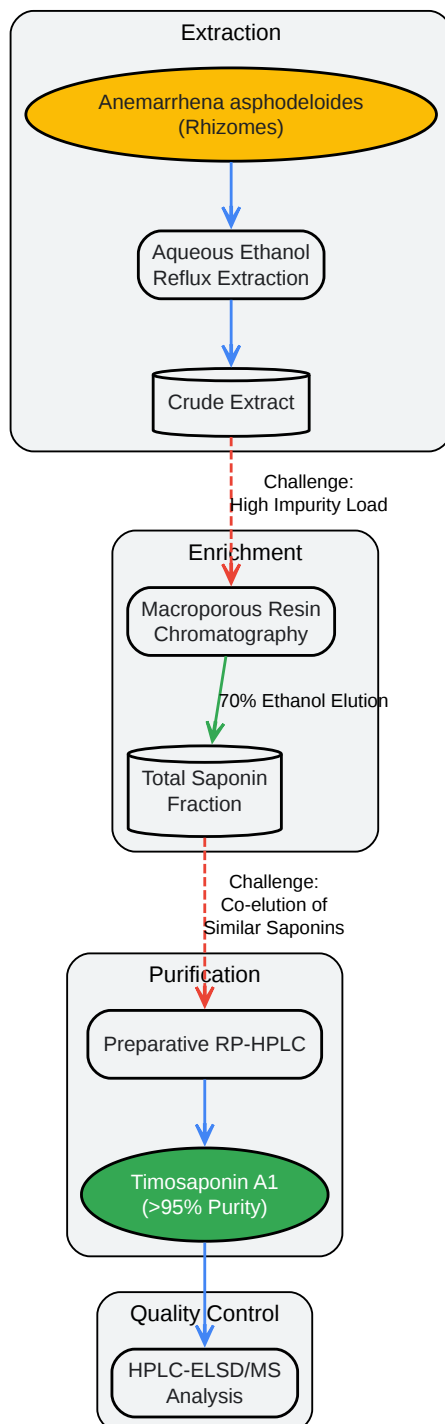 Extraction
Anemarrhena asphodeloides
(Rhizomes)
Aqueous Ethanol
Reflux Extraction
Crude Extract
Challenge:
High Impurity Load
Enrichment
Macroporous Resin
Chromatography
70% Ethanol Elution
Total Saponin
Fraction
Challenge:
Co-elution of
Similar Saponins
Purification
Preparative RP-HPLC
Timosaponin A1
(>95% Purity)
Quality Control
HPLC-ELSD/MS
Analysis